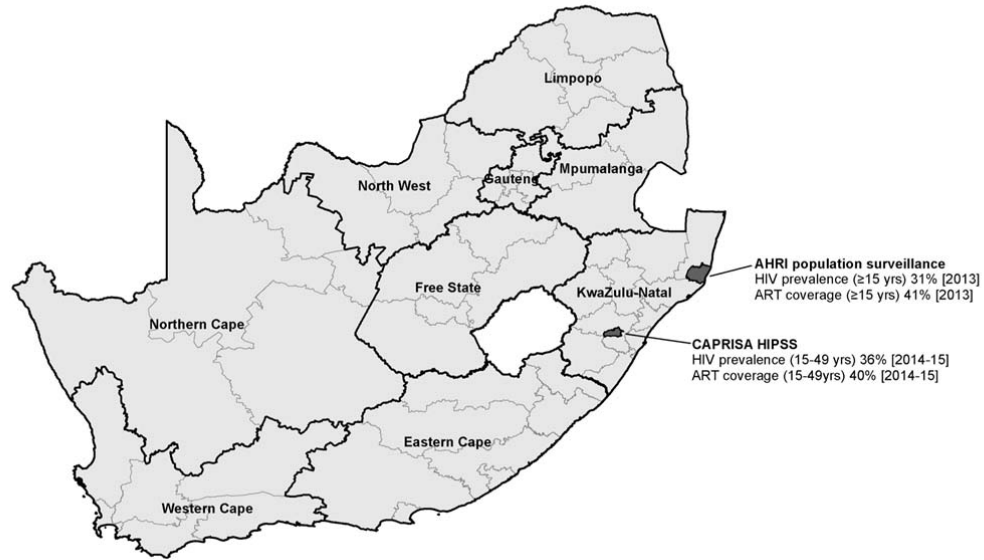 Limpopo
Mpumalanga
Gauteng
North West
AHRI population surveillance
HIV prevalence (≥15 yrs) 31% [2013]
ART coverage (≥15 yrs) 41% [2013]
Free State
KwaZulu-Natal
Northern Cape
CAPRISA HIPSS
HIV prevalence (15-49 yrs) 36% [2014-15]
ART coverage (15-49yrs) 40% [2014-15]
Eastern Cape
Western Cape